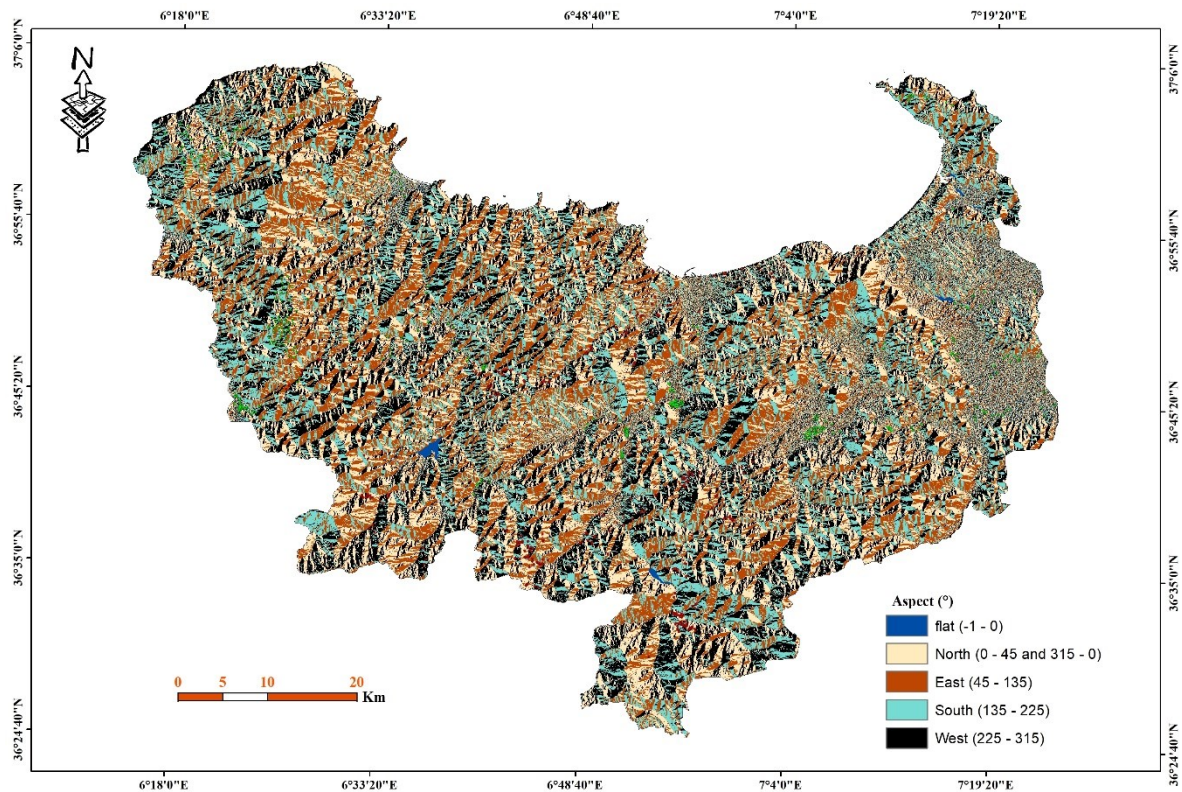 6°18'0"E 6°33'20"E 6°48'40"E 7°4'0"E 7°19'20"E
37°6'0"N
37°6'0"N
N
36°55'40"N
36°55'40"N
36°45'20"N
36°45'20"N
36°35'0"N
36°35'0"N
Aspect (°)
flat (-1 - 0)
North (0 - 45 and 315 - 0)
East (45 - 135)
South (135 - 225)
West (225 - 315)
0 5 10 20
Km
36°24'40"N
36°24'40"N
6°18'0"E 6°33'20"E 6°48'40"E 7°4'0"E 7°19'20"E